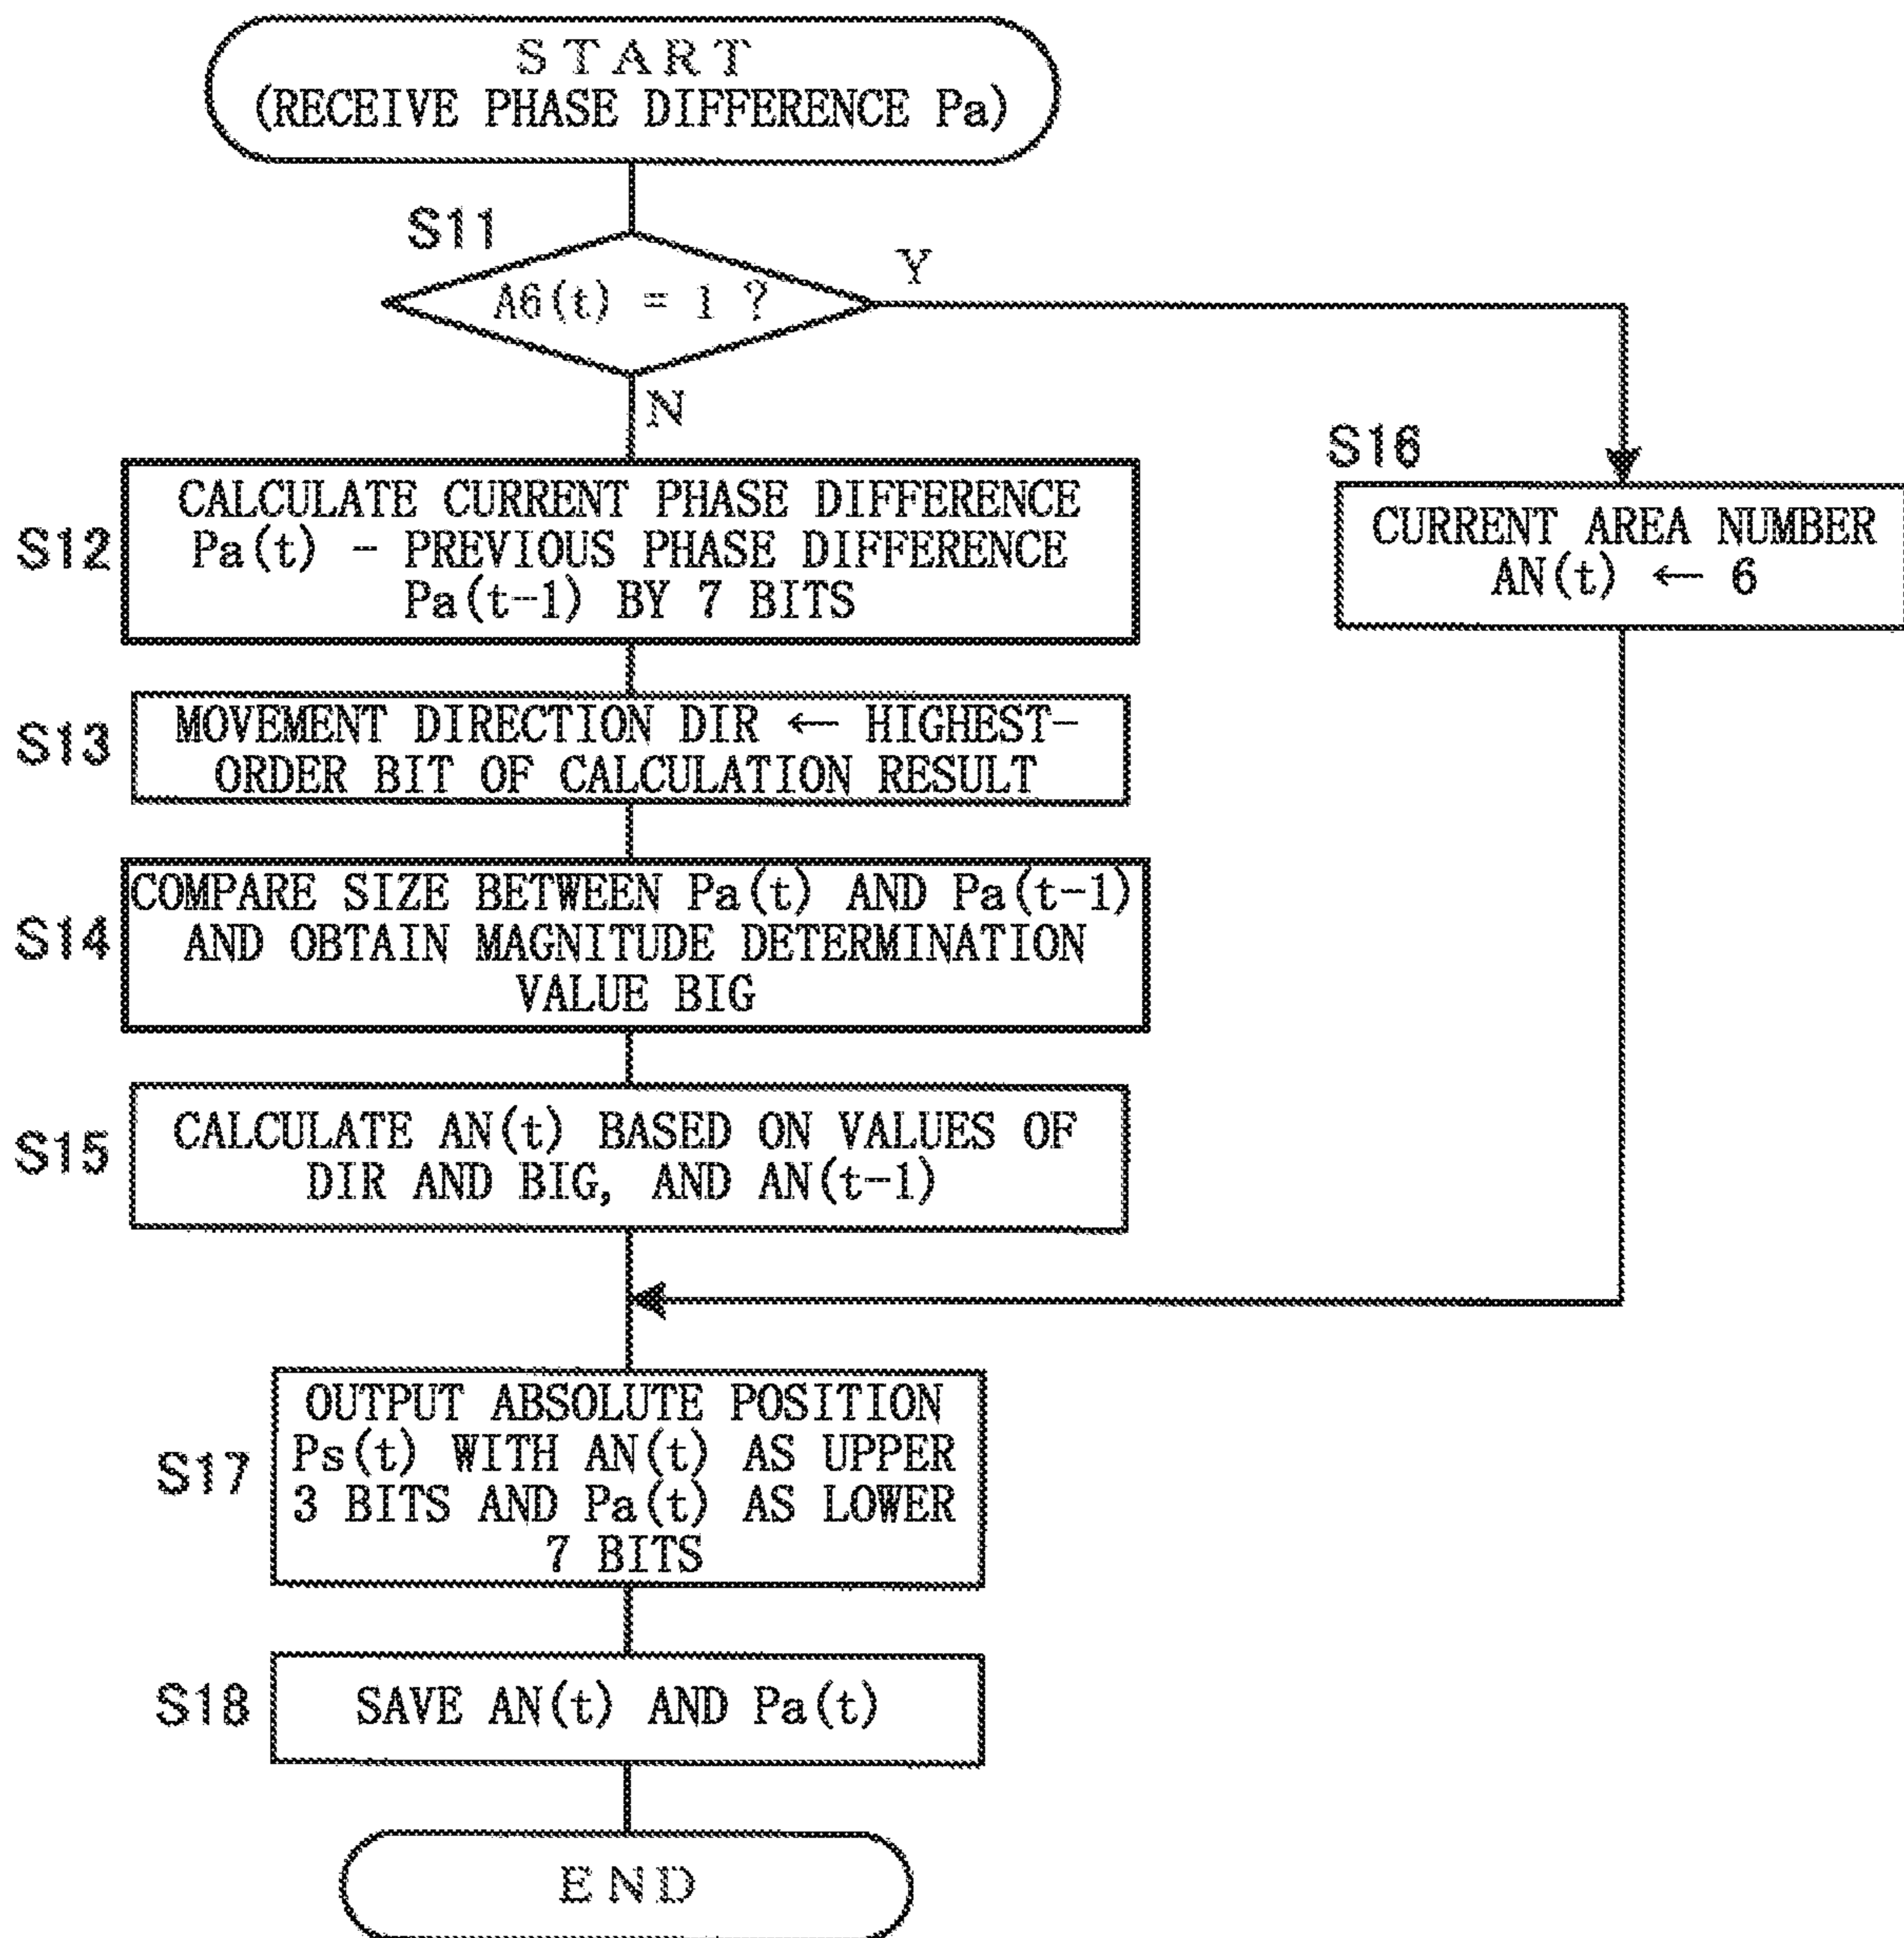 START
(RECEIVE PHASE DIFFERENCE Pa)
S11
A6(t) = 1 ?
Y
N
S12
CALCULATE CURRENT PHASE DIFFERENCE
Pa(t) - PREVIOUS PHASE DIFFERENCE
Pa(t-1) BY 7 BITS
S16
CURRENT AREA NUMBER
AN(t) ← 6
S13
MOVEMENT DIRECTION DIR ← HIGHEST-
ORDER BIT OF CALCULATION RESULT
S14
COMPARE SIZE BETWEEN Pa(t) AND Pa(t-1)
AND OBTAIN MAGNITUDE DETERMINATION
VALUE BIG
S15
CALCULATE AN(t) BASED ON VALUES OF
DIR AND BIG, AND AN(t-1)
S17
OUTPUT ABSOLUTE POSITION
Ps(t) WITH AN(t) AS UPPER
3 BITS AND Pa(t) AS LOWER
7 BITS
S18
SAVE AN(t) AND Pa(t)
END